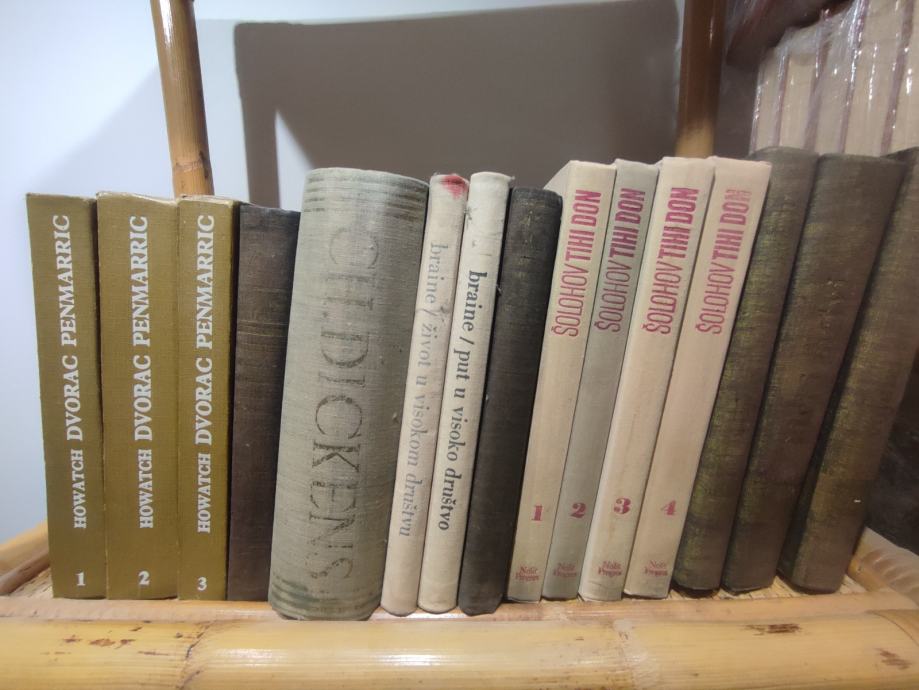 HOWATCH DVORAC PENMARRIC
1
HOWATCH DVORAC PENMARRIC
2
HOWATCH DVORAC PENMARRIC
3
CH. DICKENS
braine / život u visokom društvu
braine / put u visoko društvo
ŠOLOHOV TIHI DON
1
Nolit
Prosveta
ŠOLOHOV TIHI DON
2
ŠOLOHOV TIHI DON
3
ŠOLOHOV TIHI DON
4